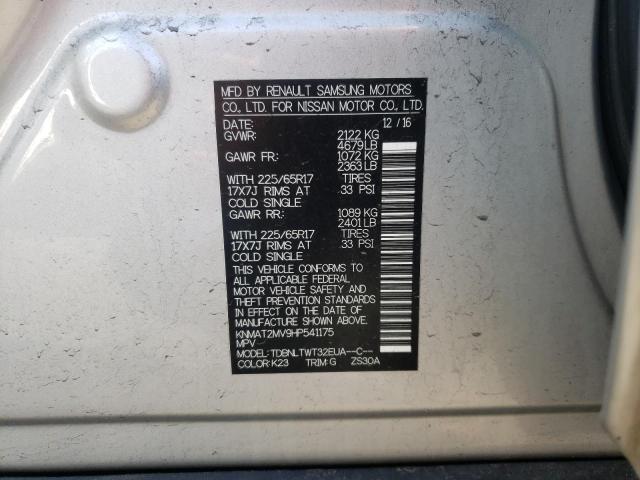 MFD BY RENAULT SAMSUNG MOTORS
CO., LTD. FOR NISSAN MOTOR CO., LTD.
DATE: 12 / 16
GVWR: 2122 KG
4679 LB
GAWR FR: 1072 KG
2363 LB
WITH 225/65R17 TIRES
17X7J RIMS AT 33 PSI
COLD SINGLE
GAWR RR: 1089 KG
2401 LB
WITH 225/65R17 TIRES
17X7J RIMS AT 33 PSI
COLD SINGLE
THIS VEHICLE CONFORMS TO
ALL APPLICABLE FEDERAL
MOTOR VEHICLE SAFETY AND
THEFT PREVENTION STANDARDS
IN EFFECT ON THE DATE OF
MANUFACTURE SHOWN ABOVE.
KNMAT2MV9HP541175
MPV
MODEL: TDBNLTWT32EUA--C--
COLOR: K23 TRIM: G ZS30A